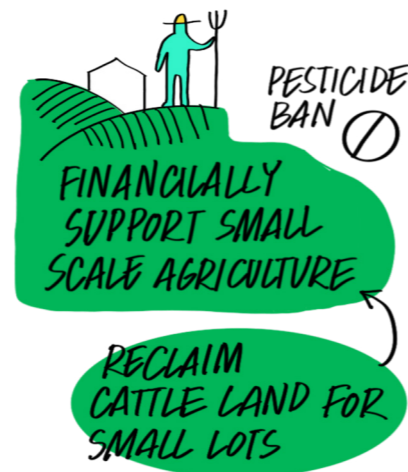 PESTICIDE
BAN
FINANCIALLY
SUPPORT SMALL
SCALE AGRICULTURE
RECLAIM
CATTLE LAND FOR
SMALL LOTS